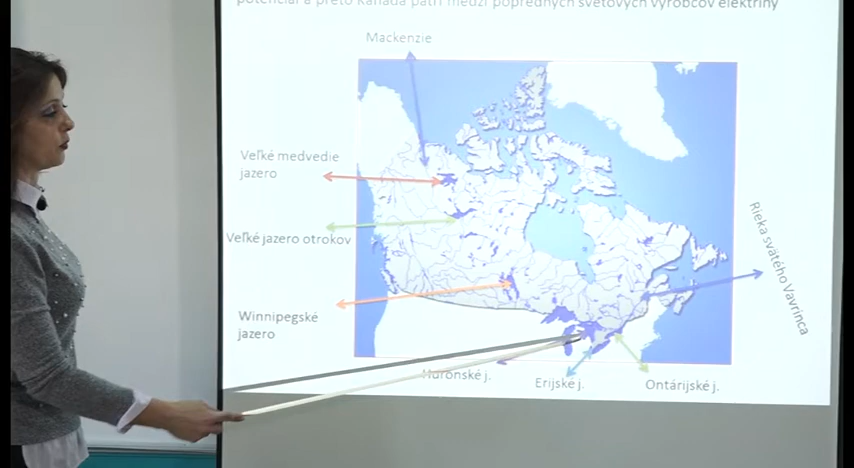 potenciál a preto Kanada patrí medzi popredných svetových výrobcov elektriny
Mackenzie
Veľké medvedie
jazero
Veľké jazero otrokov
Rieka svätého Vavrinca
Winnipegské
jazero
Hurónské j.
Erijské j.
Ontárijské j.